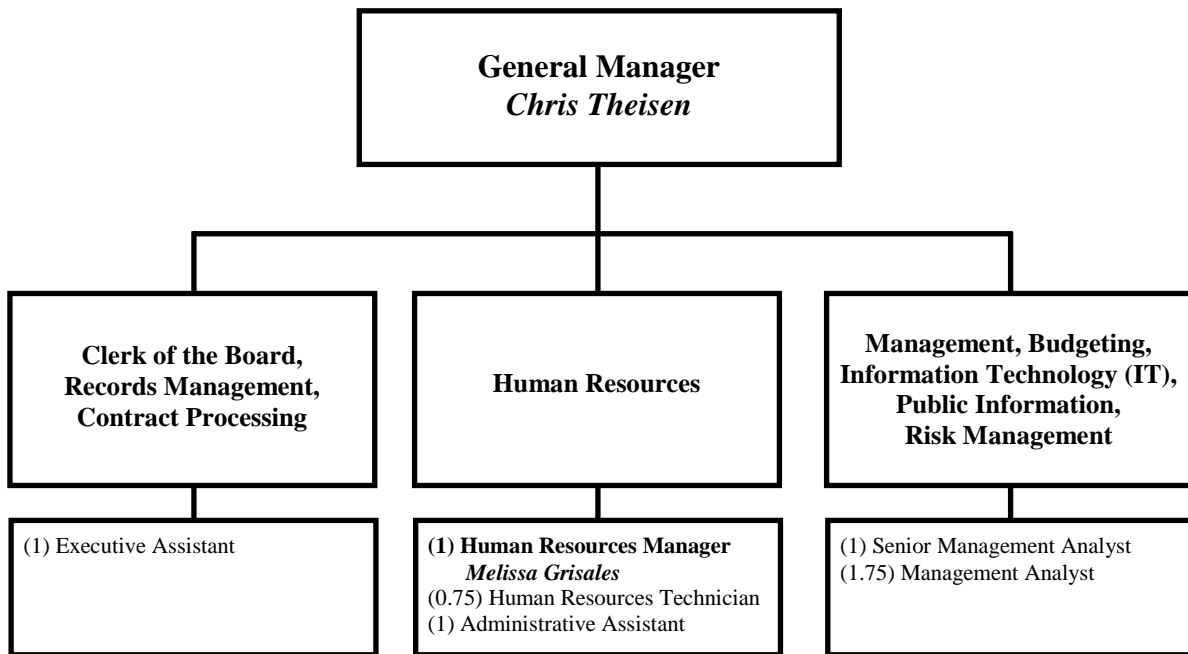 General Manager
Chris Theisen
Clerk of the Board,
Records Management,
Contract Processing
Human Resources
Management, Budgeting,
Information Technology (IT),
Public Information,
Risk Management
(1) Executive Assistant
(1) Human Resources Manager
Melissa Grisales
(0.75) Human Resources Technician
(1) Administrative Assistant
(1) Senior Management Analyst
(1.75) Management Analyst